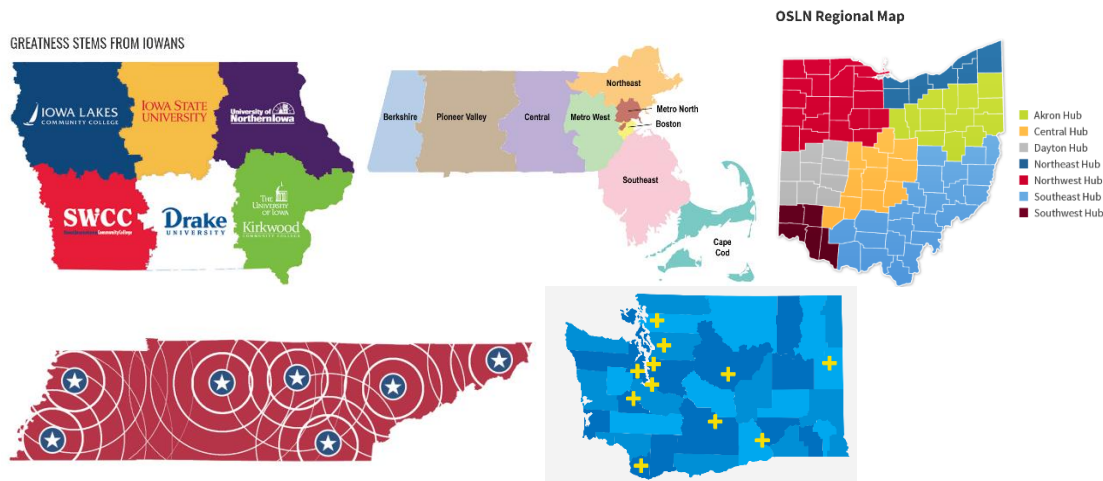 OSLN Regional Map
GREATNESS STEMS FROM IOWANS
IOWA LAKES
COMMUNITY COLLEGE
IOWA STATE
UNIVERSITY
University of
Northern Iowa
SWCC
Drake
UNIVERSITY
THE
UNIVERSITY
OF IOWA
Kirkwood
COMMUNITY COLLEGE
Northeast
Metro North
Boston
Berkshire
Pioneer Valley
Central
Metro West
Southeast
Cape
Cod
Akron Hub
Central Hub
Dayton Hub
Northeast Hub
Northwest Hub
Southeast Hub
Southwest Hub